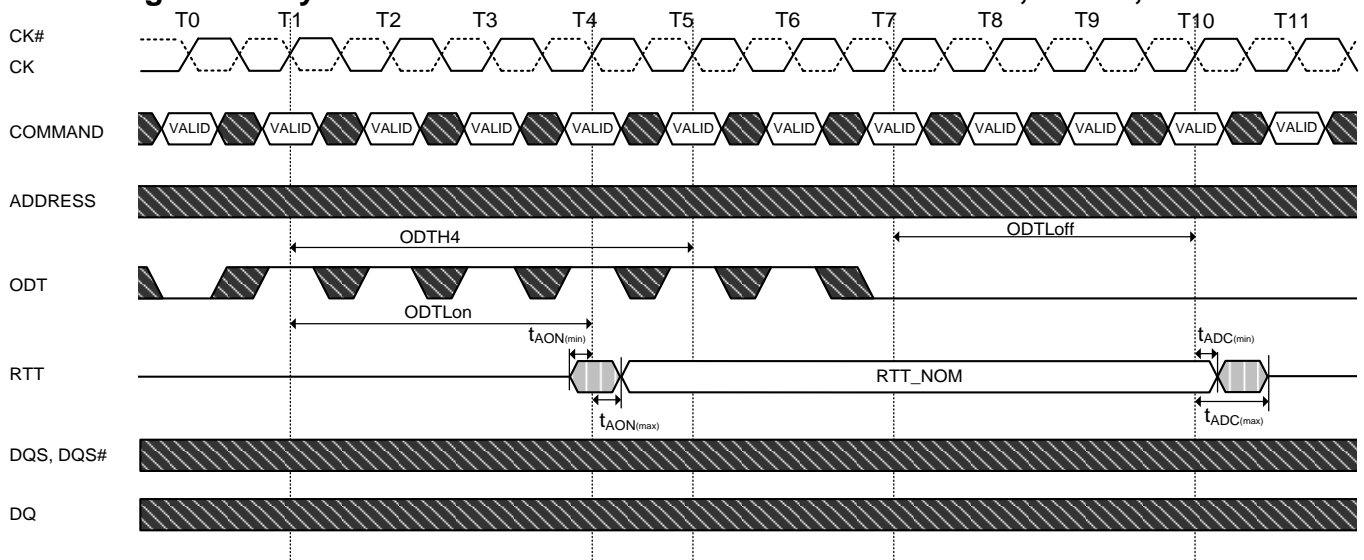 T0 T1 T2 T3 T4 T5 T6 T7 T8 T9 T10 T11
CK#
CK
COMMAND VALID VALID VALID VALID VALID VALID VALID VALID VALID VALID VALID VALID
ADDRESS
ODTH4 ODTLoff
ODT
ODTLon
tAON(min) tADC(min)
RTT RTT_NOM
tAON(max) tADC(max)
DQS, DQS#
DQ